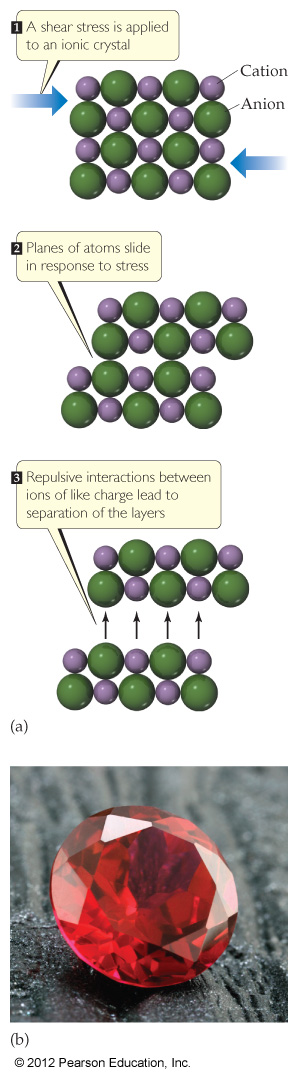 1 A shear stress is applied
to an ionic crystal
Cation
Anion
2 Planes of atoms slide
in response to stress
3 Repulsive interactions between
ions of like charge lead to
separation of the layers
(a)
(b)
© 2012 Pearson Education, Inc.